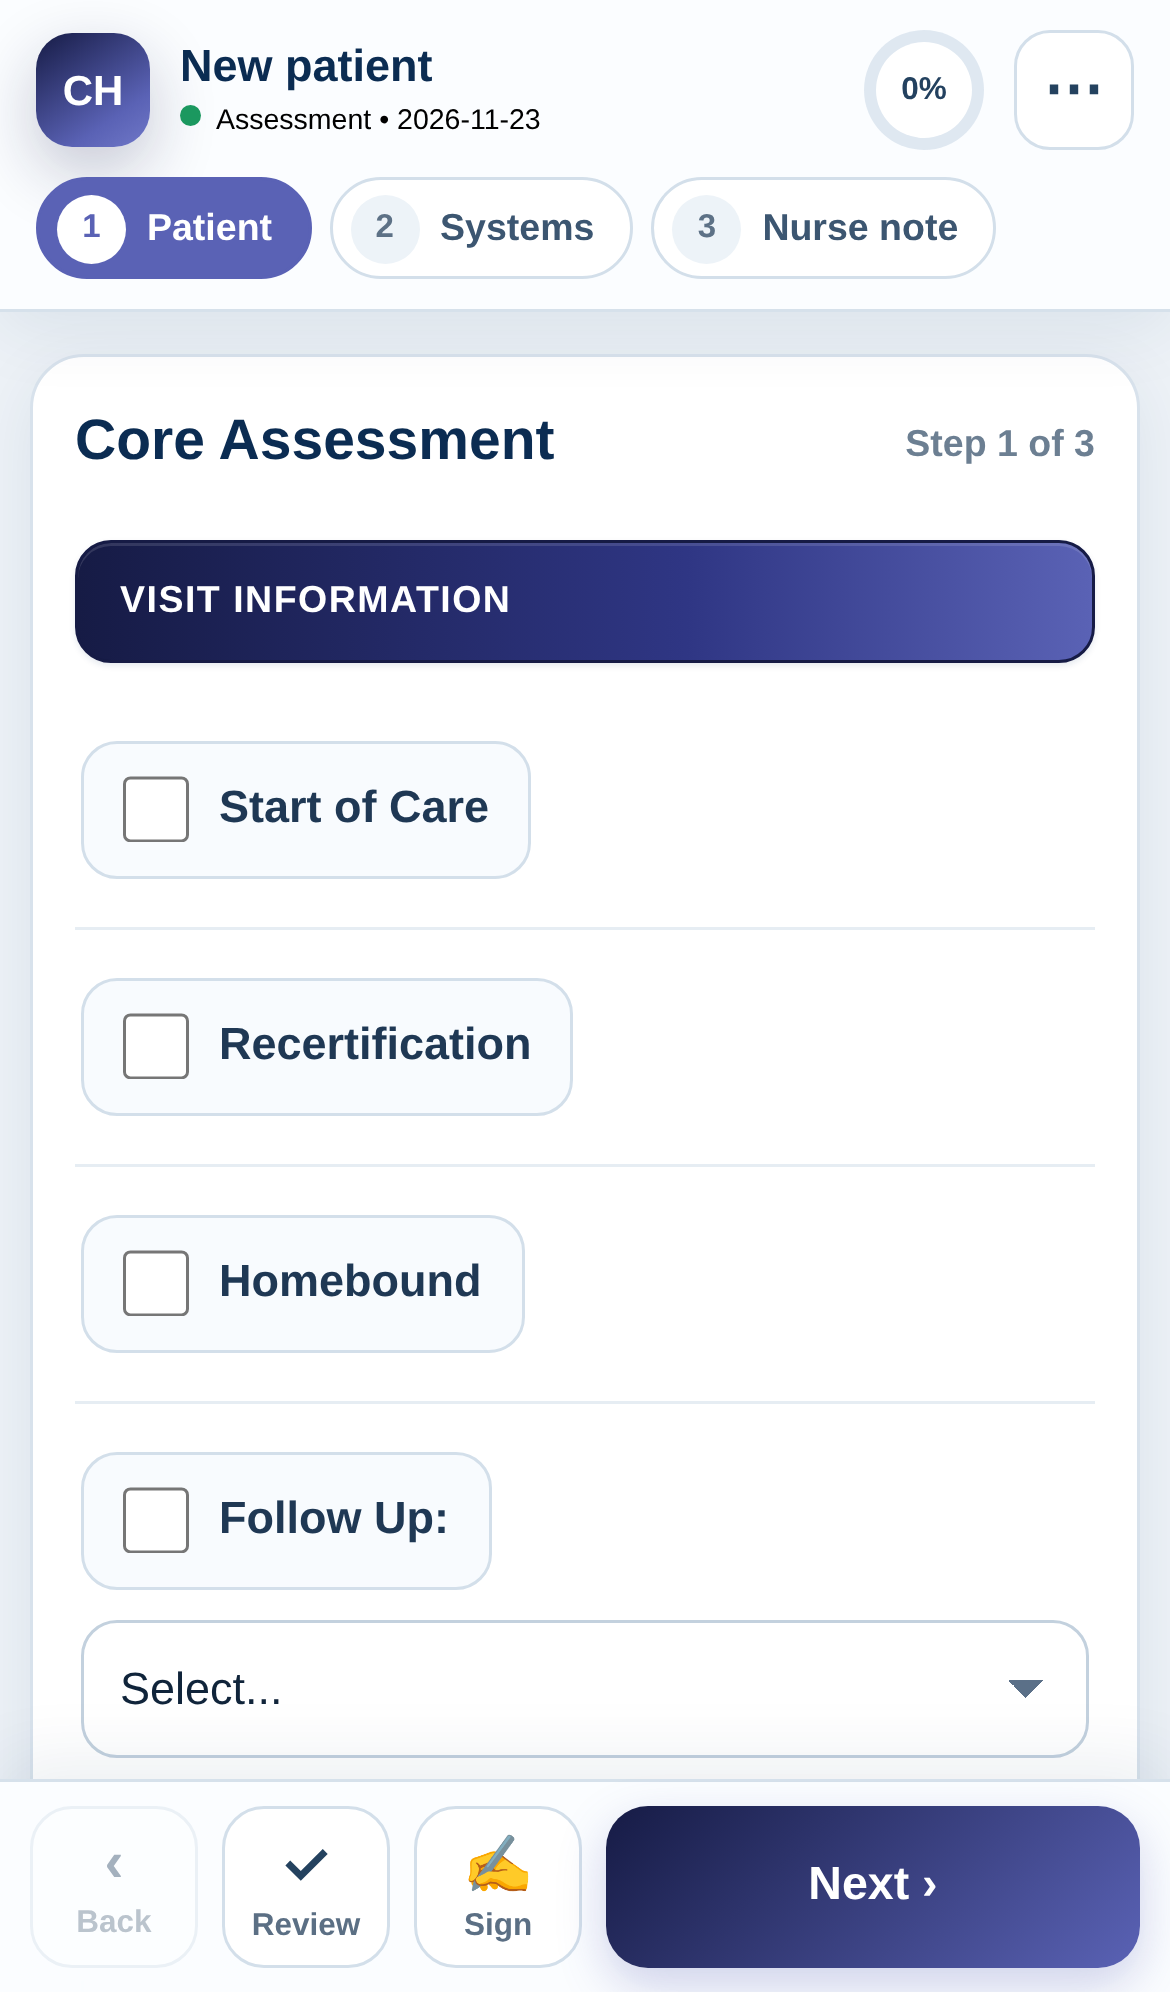 CH
New patient
Assessment • 2026-11-23
0%
...
1 Patient
2 Systems
3 Nurse note
Core Assessment
Step 1 of 3
VISIT INFORMATION
Start of Care
Recertification
Homebound
Follow Up:
Select...
‹
Back
Review
Sign
Next ›